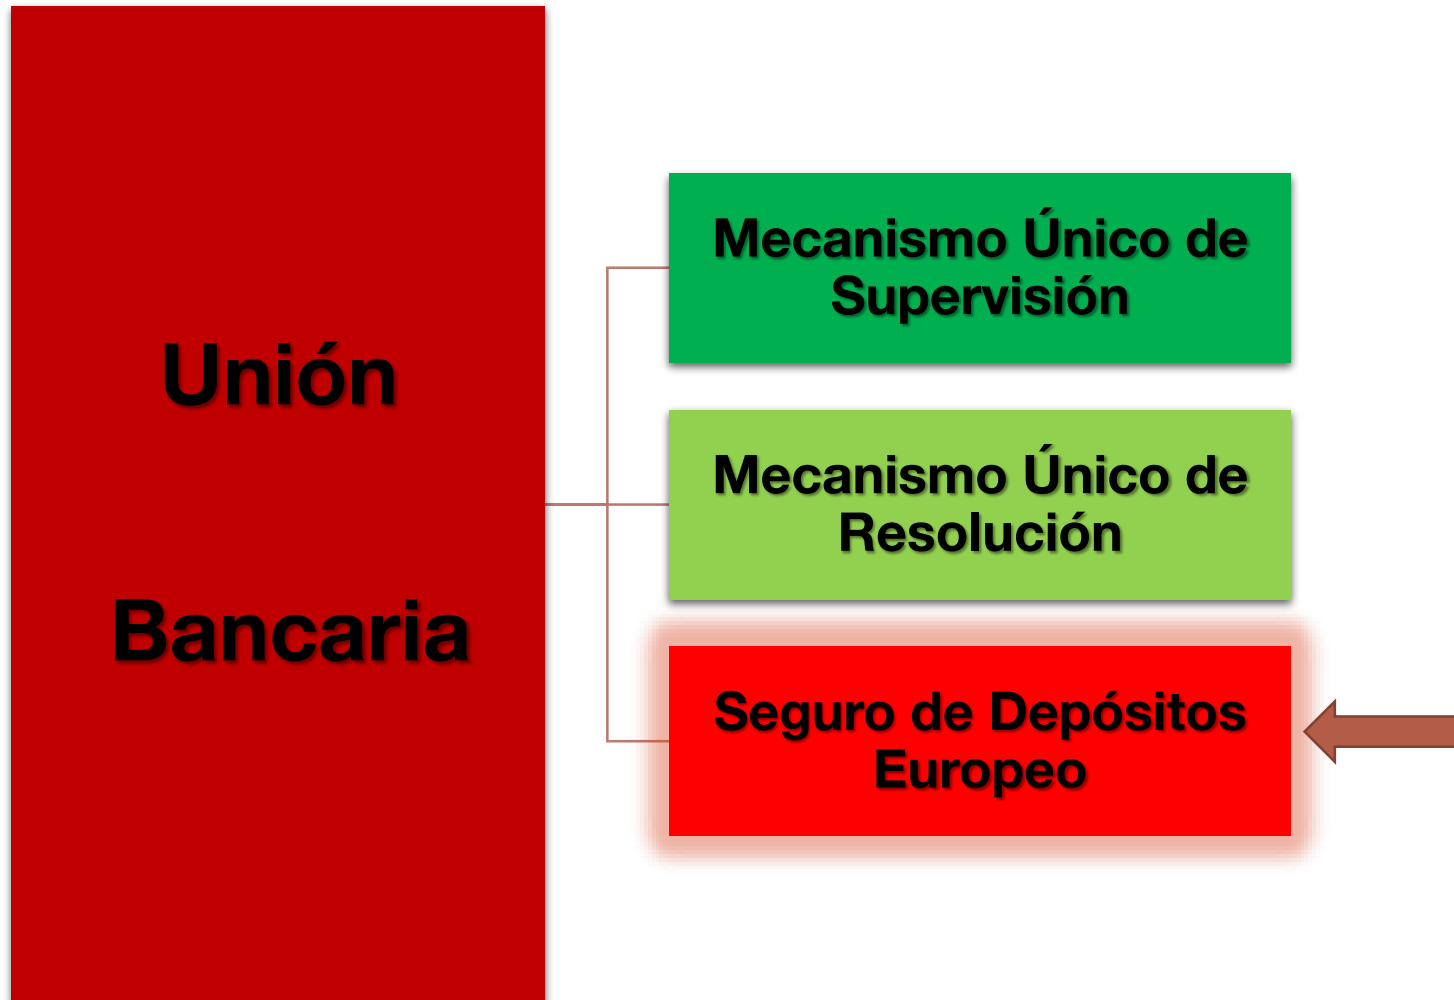 Unión
Bancaria
Mecanismo Único de
Supervisión
Mecanismo Único de
Resolución
Seguro de Depósitos
Europeo